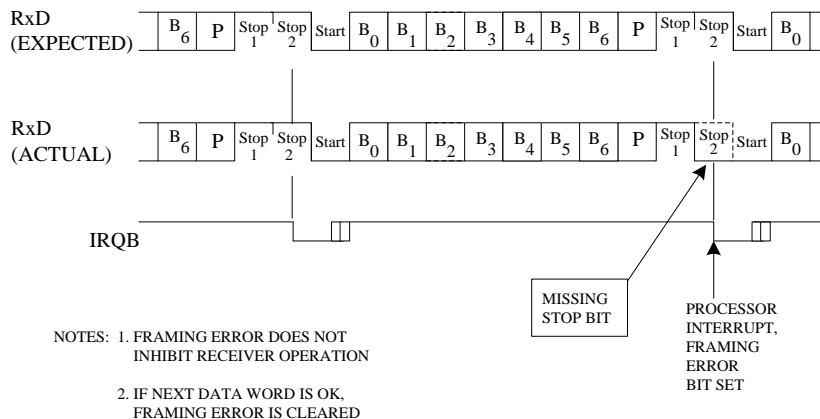 RxD
(EXPECTED)
B6 P Stop 1 Stop 2 Start B0 B1 B2 B3 B4 B5 B6 P Stop 1 Stop 2 Start B0
RxD
(ACTUAL)
B6 P Stop 1 Stop 2 Start B0 B1 B2 B3 B4 B5 B6 P Stop 1 Stop 2 Start B0
IRQB
MISSING
STOP BIT
PROCESSOR
INTERRUPT,
FRAMING
ERROR
BIT SET
NOTES: 1. FRAMING ERROR DOES NOT
INHIBIT RECEIVER OPERATION
2. IF NEXT DATA WORD IS OK,
FRAMING ERROR IS CLEARED